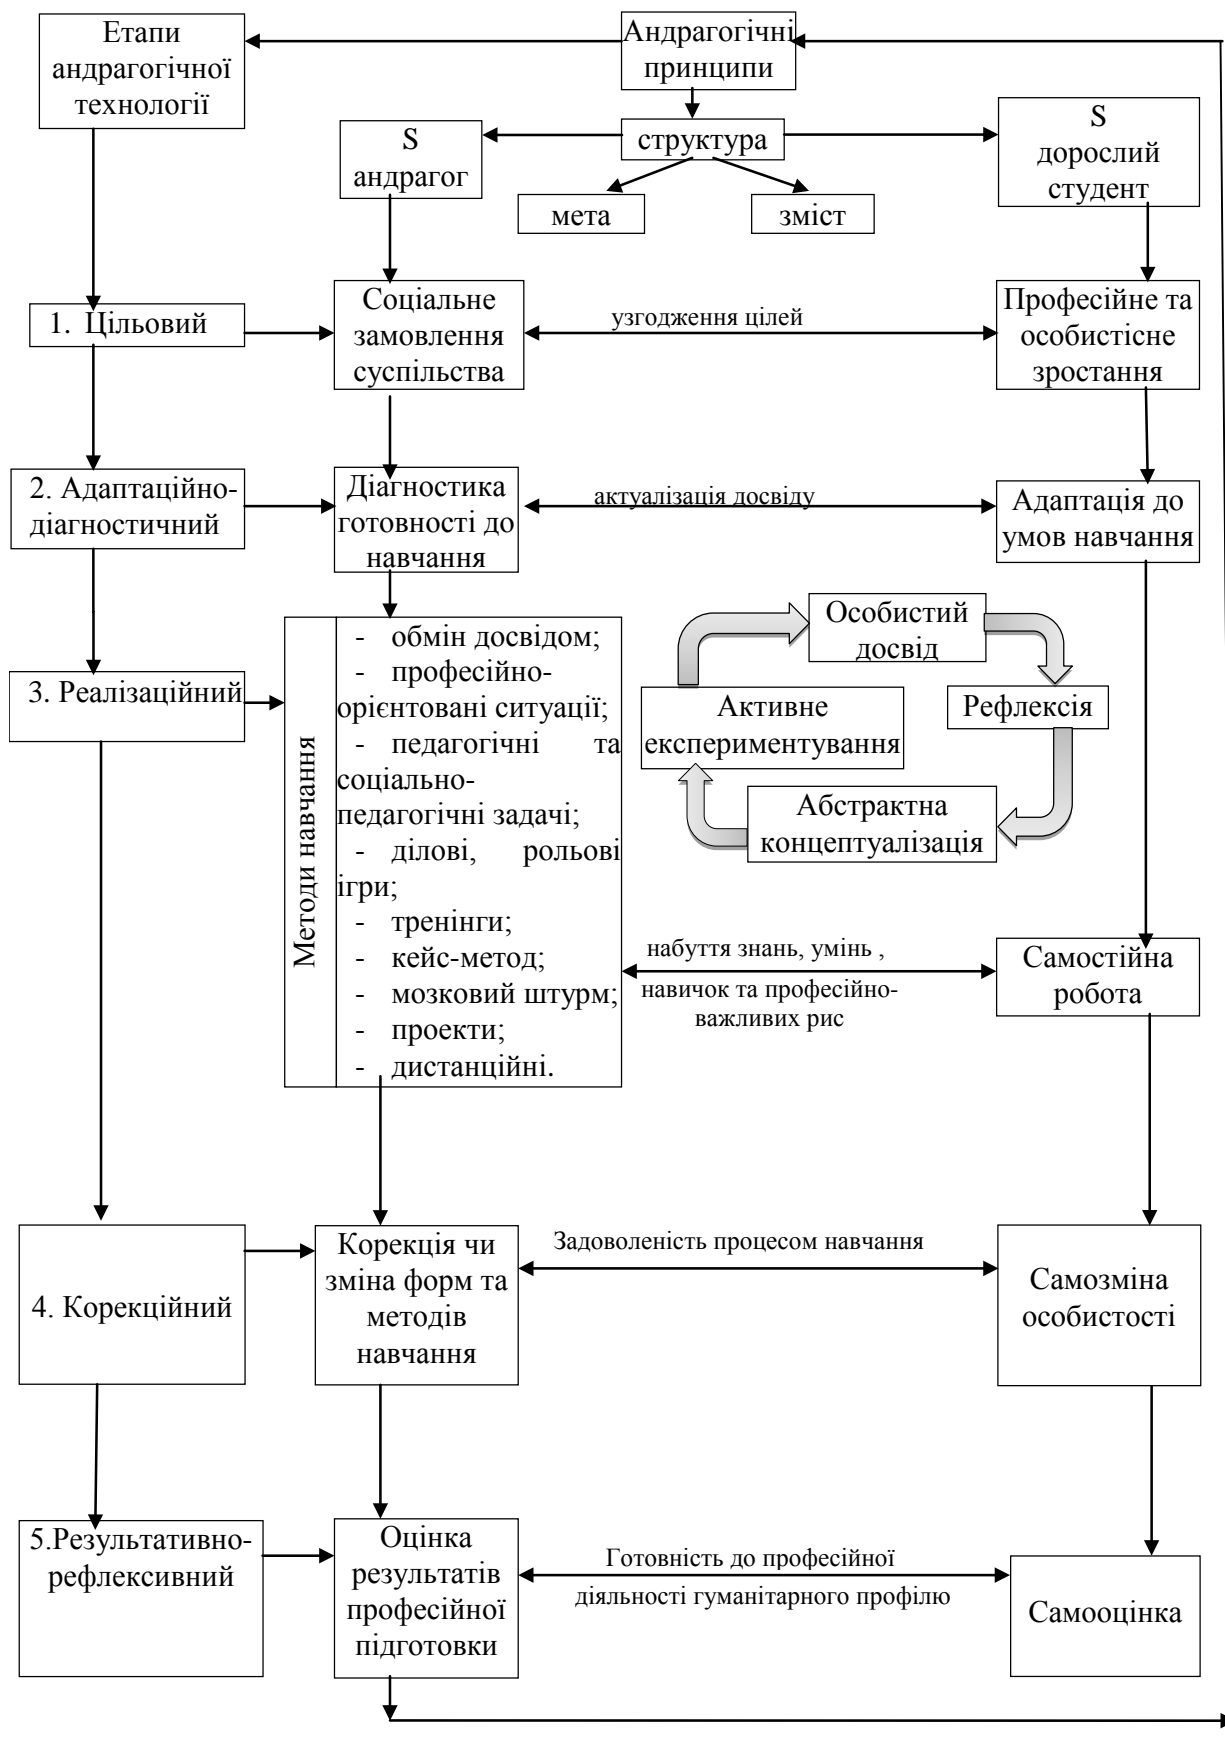 Етапи
андрагогічної
технології
Андрагогічні
принципи
S
андрагог
структура
S
дорослий
студент
мета
зміст
1. Цільовий
Соціальне
замовлення
суспільства
узгодження цілей
Професійне та
особистісне
зростання
2. Адаптаційно-
діагностичний
Діагностика
готовності до
навчання
актуалізація досвіду
Адаптація до
умов навчання
3. Реалізаційний
Методи навчання
- обмін досвідом;
- професійно-
орієнтовані ситуації;
- педагогічні та
соціально-
педагогічні задачі;
- ділові, рольові
ігри;
- тренінги;
- кейс-метод;
- мозковий штурм;
- проекти;
- дистанційні.
Особистий
досвід
Рефлексія
Активне
експериментування
Абстрактна
концептуалізація
набуття знань, умінь ,
навичок та професійно-
важливих рис
Самостійна
робота
4. Корекційний
Корекція чи
зміна форм та
методів
навчання
Задоволеність процесом навчання
Самозміна
особистості
5.Результативно-
рефлексивний
Оцінка
результатів
професійної
підготовки
Готовність до професійної
діяльності гуманітарного профілю
Самооцінка